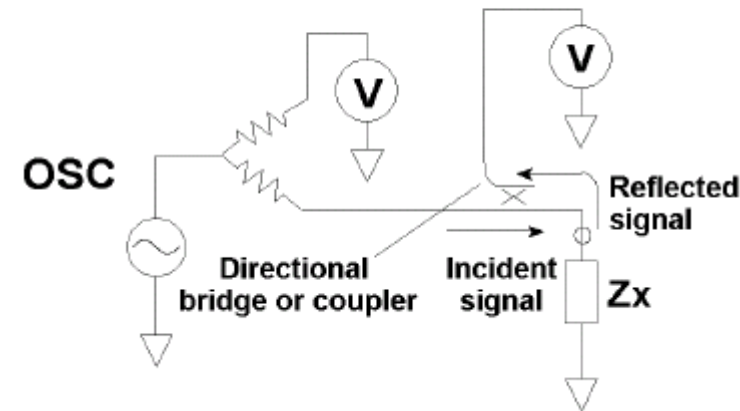 V
V
OSC
Reflected
signal
Directional
bridge or coupler
Incident
signal
Zx